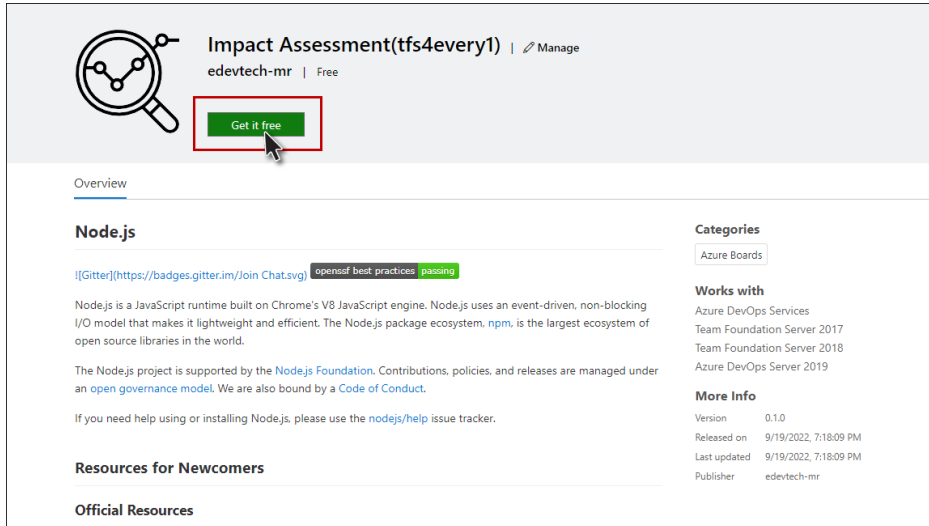 Impact Assessment(tfs4every1) | Manage
edevtech-mr | Free
Get it free
Overview
Node.js
![Gitter](https://badges.gitter.im/Join Chat.svg) openssf best practices passing
Node.js is a JavaScript runtime built on Chrome's V8 JavaScript engine. Node.js uses an event-driven, non-blocking
I/O model that makes it lightweight and efficient. The Node.js package ecosystem, npm, is the largest ecosystem of
open source libraries in the world.
The Node.js project is supported by the Node.js Foundation. Contributions, policies, and releases are managed under
an open governance model. We are also bound by a Code of Conduct.
If you need help using or installing Node.js, please use the nodejs/help issue tracker.
Resources for Newcomers
Official Resources
Categories
Azure Boards
Works with
Azure DevOps Services
Team Foundation Server 2017
Team Foundation Server 2018
Azure DevOps Server 2019
More Info
Version 0.1.0
Released on 9/19/2022, 7:18:09 PM
Last updated 9/19/2022, 7:18:09 PM
Publisher edevtech-mr